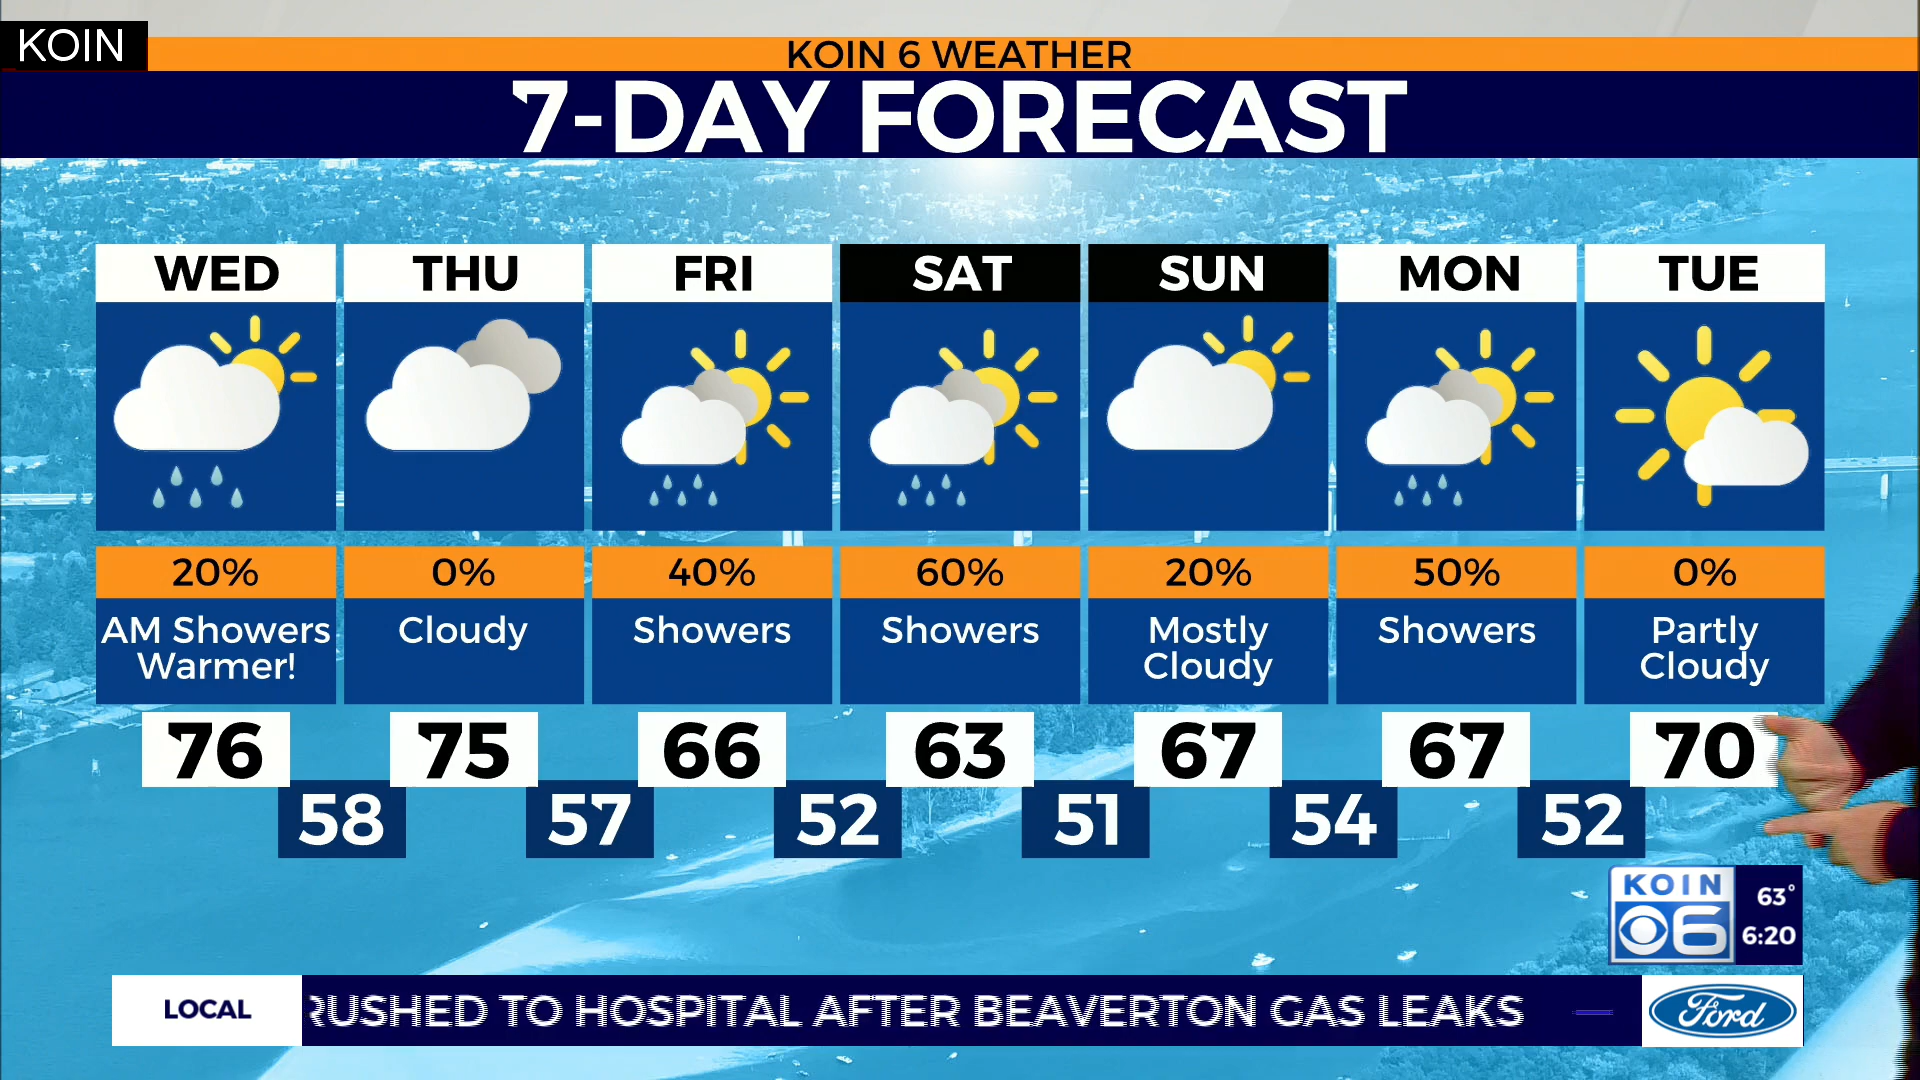 KOIN
KOIN 6 WEATHER
7-DAY FORECAST
WED THU FRI SAT SUN MON TUE
20% 0% 40% 60% 20% 50% 0%
AM Showers
Warmer!
Cloudy
Showers
Showers
Mostly
Cloudy
Showers
Partly
Cloudy
76 75 66 63 67 67 70
58 57 52 51 54 52
KOIN
6
63°
6:20
LOCAL
RUSHED TO HOSPITAL AFTER BEAVERTON GAS LEAKS —
Ford